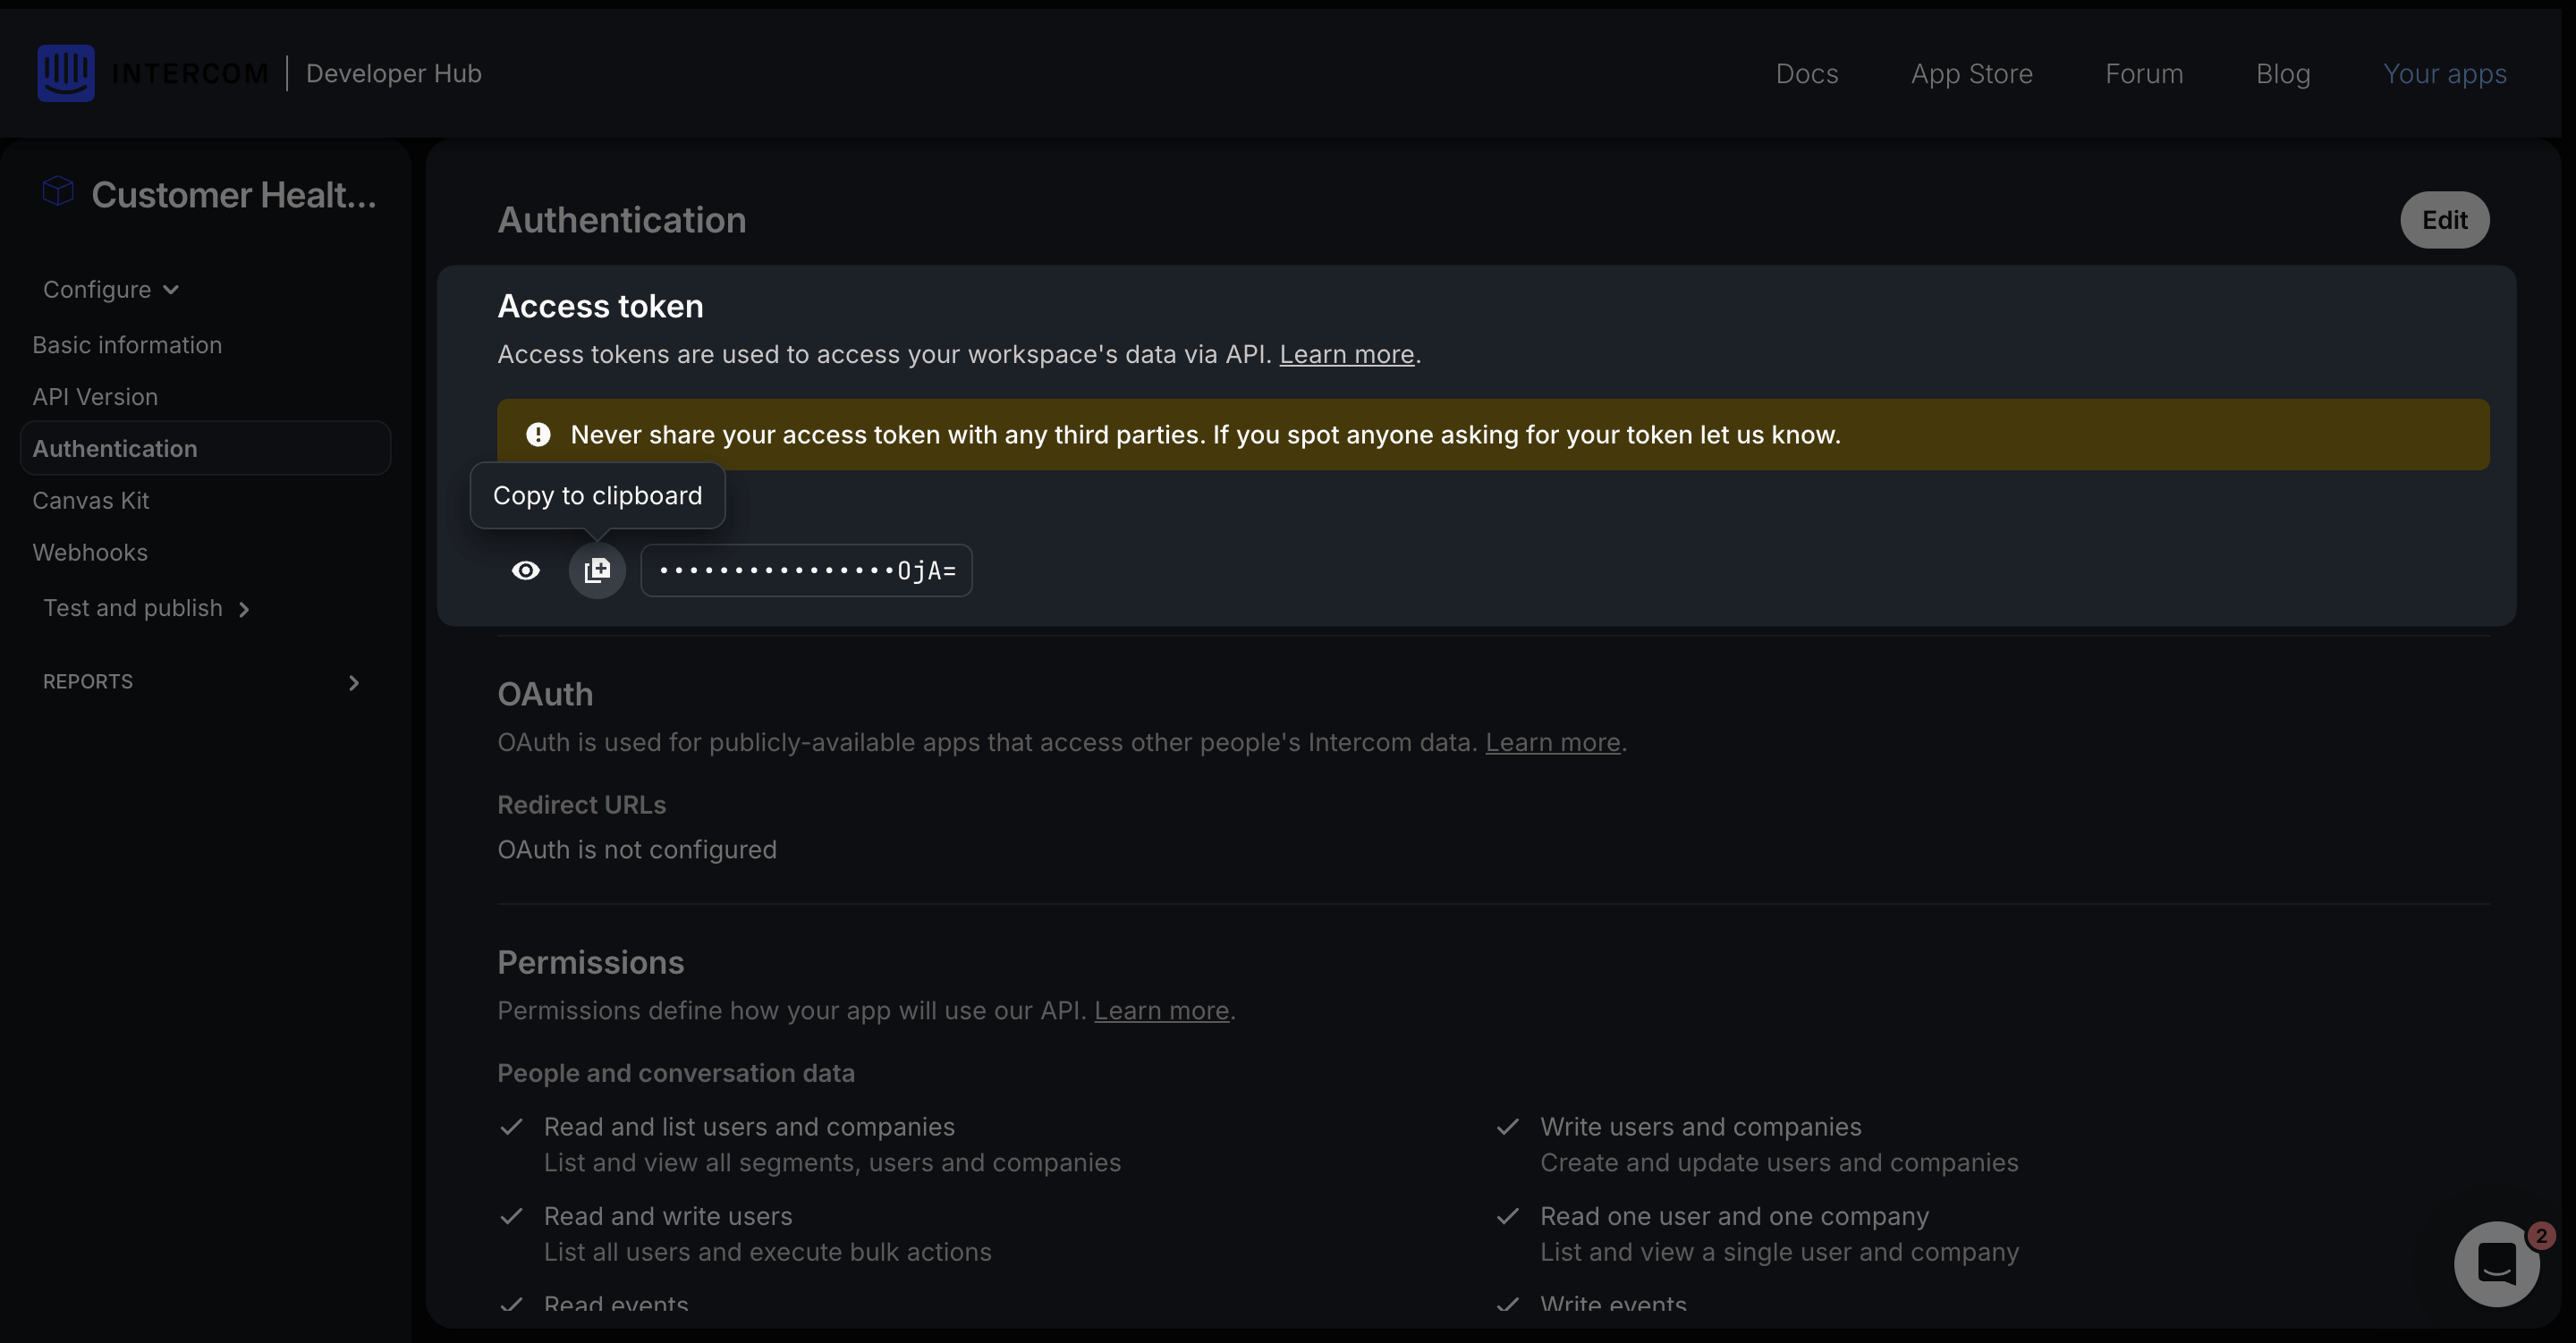 INTERCOM | Developer Hub
Docs
App Store
Forum
Blog
Your apps
Customer Healt...
Configure
Basic information
API Version
Authentication
Canvas Kit
Webhooks
Test and publish
REPORTS
Authentication
Edit
Access token
Access tokens are used to access your workspace's data via API. Learn more.
Never share your access token with any third parties. If you spot anyone asking for your token let us know.
Copy to clipboard
••••••••••••••••OjA=
OAuth
OAuth is used for publicly-available apps that access other people's Intercom data. Learn more.
Redirect URLs
OAuth is not configured
Permissions
Permissions define how your app will use our API. Learn more.
People and conversation data
Read and list users and companies
List and view all segments, users and companies
Write users and companies
Create and update users and companies
Read and write users
List all users and execute bulk actions
Read one user and one company
List and view a single user and company
Read events
Write events
2